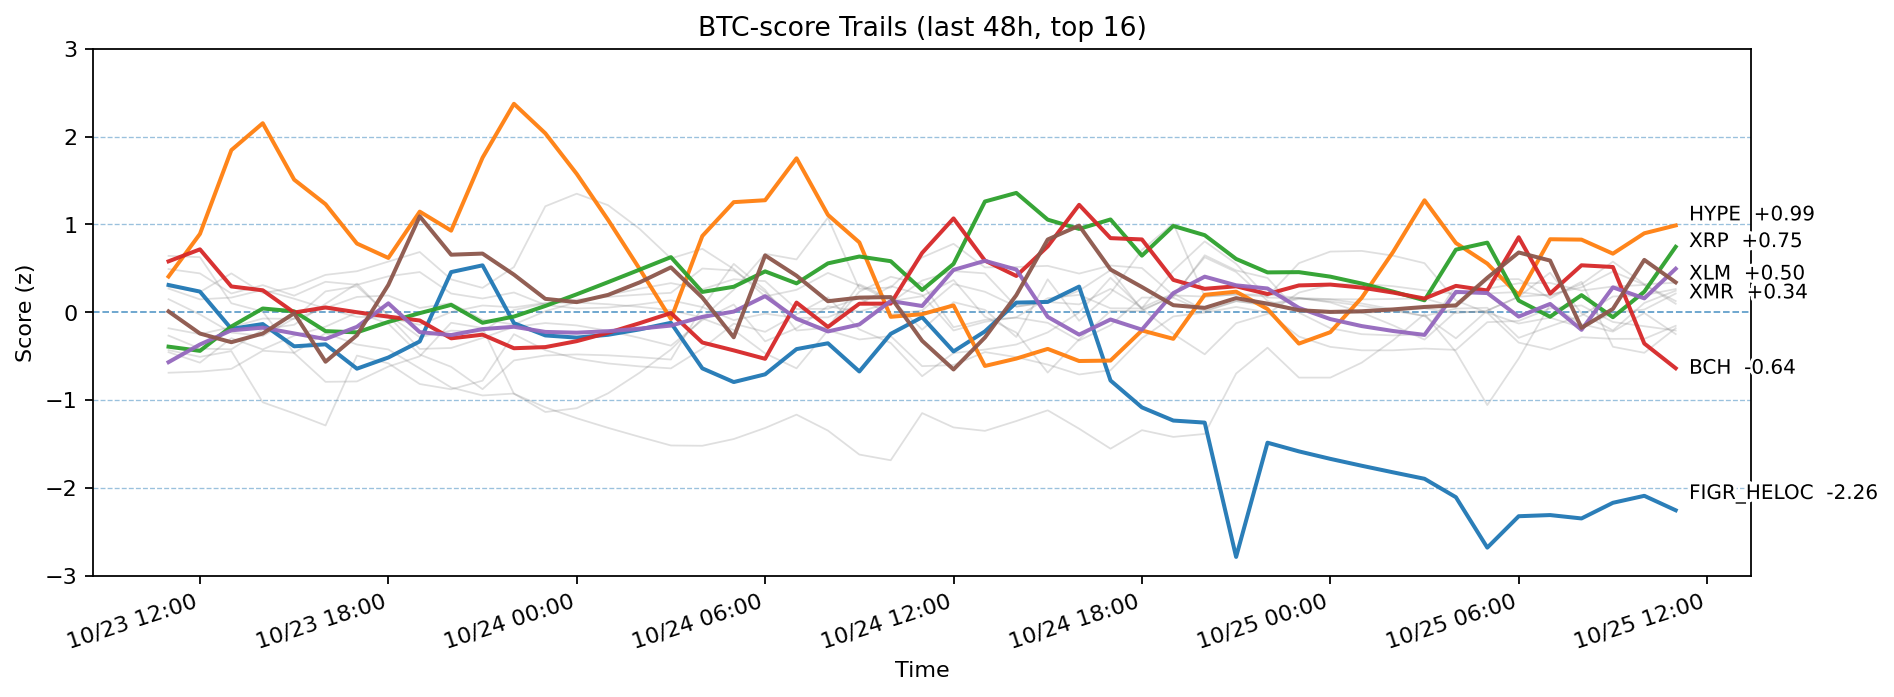 BTC-score Trails (last 48h, top 16)
Score (z)
3
2
1
0
−1
−2
−3
HYPE +0.99
XRP +0.75
XLM +0.50
XMR +0.34
BCH -0.64
FIGR_HELOC -2.26
10/23 12:00
10/23 18:00
10/24 00:00
10/24 06:00
10/24 12:00
10/24 18:00
10/25 00:00
10/25 06:00
10/25 12:00
Time